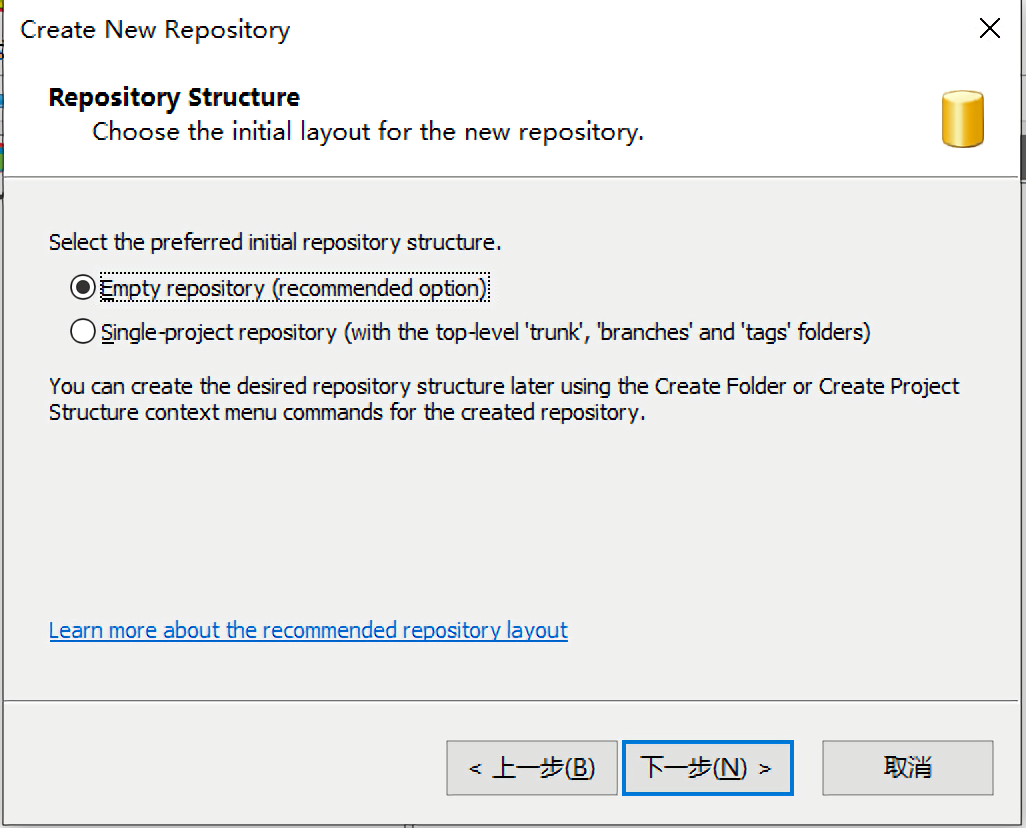 Create New Repository
Repository Structure
Choose the initial layout for the new repository.
Select the preferred initial repository structure.
Empty repository (recommended option)
Single-project repository (with the top-level 'trunk', 'branches' and 'tags' folders)
You can create the desired repository structure later using the Create Folder or Create Project
Structure context menu commands for the created repository.
Learn more about the recommended repository layout
< 上一步(B)
下一步(N) >
取消